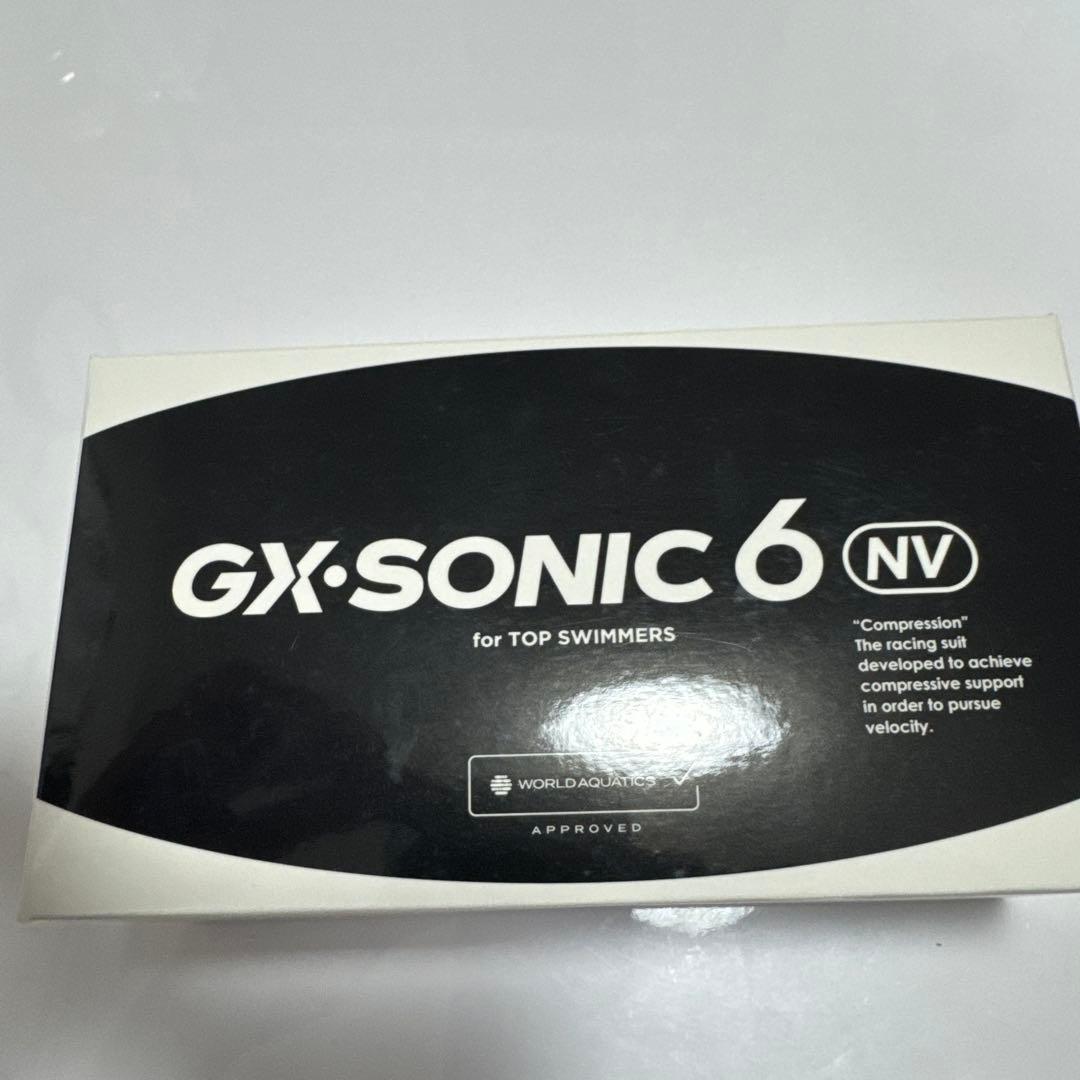 GX·SONIC 6 NV
for TOP SWIMMERS
"Compression"
The racing suit
developed to achieve
compressive support
in order to pursue
velocity.
WORLD AQUATICS
APPROVED